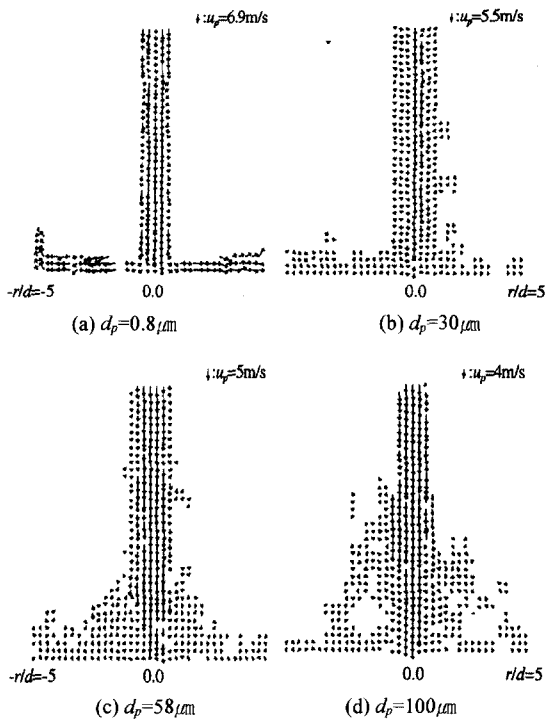 ↓:uₚ=6.9m/s
↓:uₚ=5.5m/s
-r/d=-5
0.0
0.0
r/d=5
(a) dₚ=0.8㎛
(b) dₚ=30㎛
↓:uₚ=5m/s
↓:uₚ=4m/s
-r/d=-5
0.0
0.0
r/d=5
(c) dₚ=58㎛
(d) dₚ=100㎛